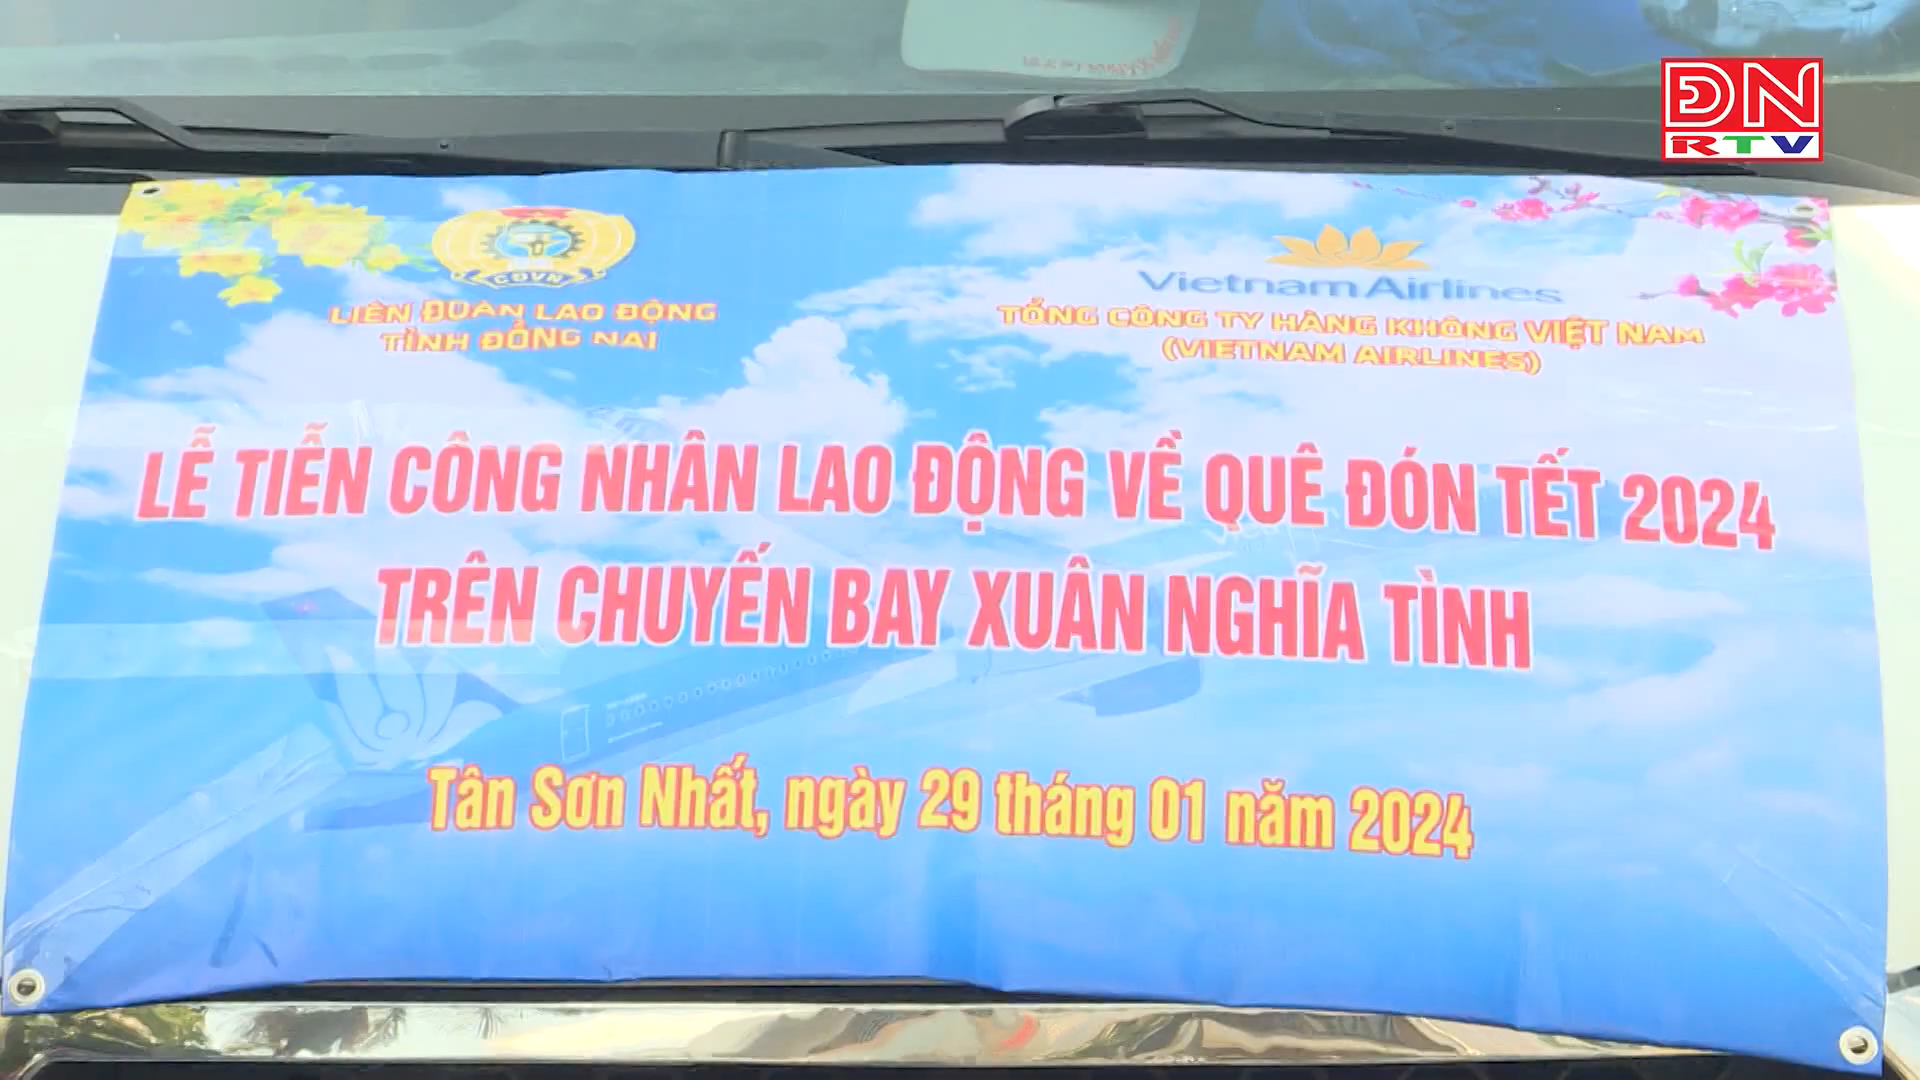 ĐN
RTV
CĐVN
LIÊN ĐOÀN LAO ĐỘNG
TỈNH ĐỒNG NAI
Vietnam Airlines
TỔNG CÔNG TY HÀNG KHÔNG VIỆT NAM
(VIETNAM AIRLINES)
LỄ TIỄN CÔNG NHÂN LAO ĐỘNG VỀ QUÊ ĐÓN TẾT 2024
TRÊN CHUYẾN BAY XUÂN NGHĨA TÌNH
Tân Sơn Nhất, ngày 29 tháng 01 năm 2024